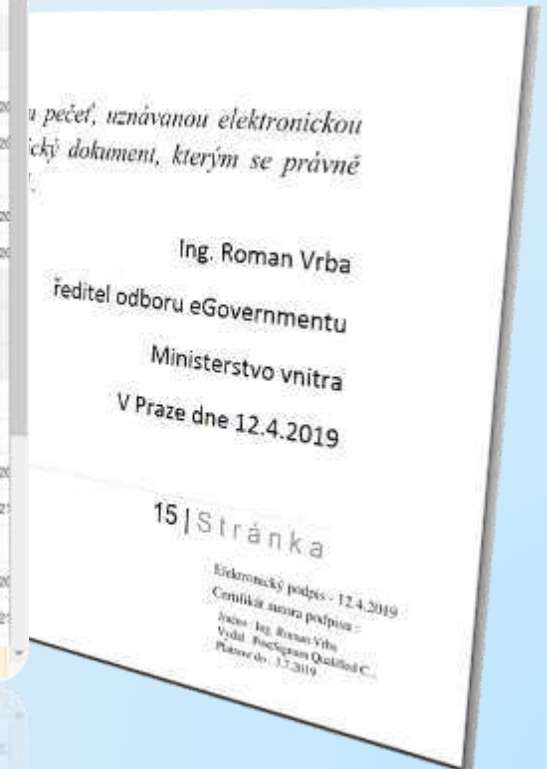 pečeť, uznávanou elektronickou
ický dokument, kterým se právně
Ing. Roman Vrba
ředitel odboru eGovernmentu
Ministerstvo vnitra
V Praze dne 12.4.2019
15 | Stránka
Elektronický podpis - 12.4.2019
Certifikát autora podpisu :
Jméno : Ing. Roman Vrba
Vydal : PostSignum Qualified C...
Platnost do : 3.7.2019